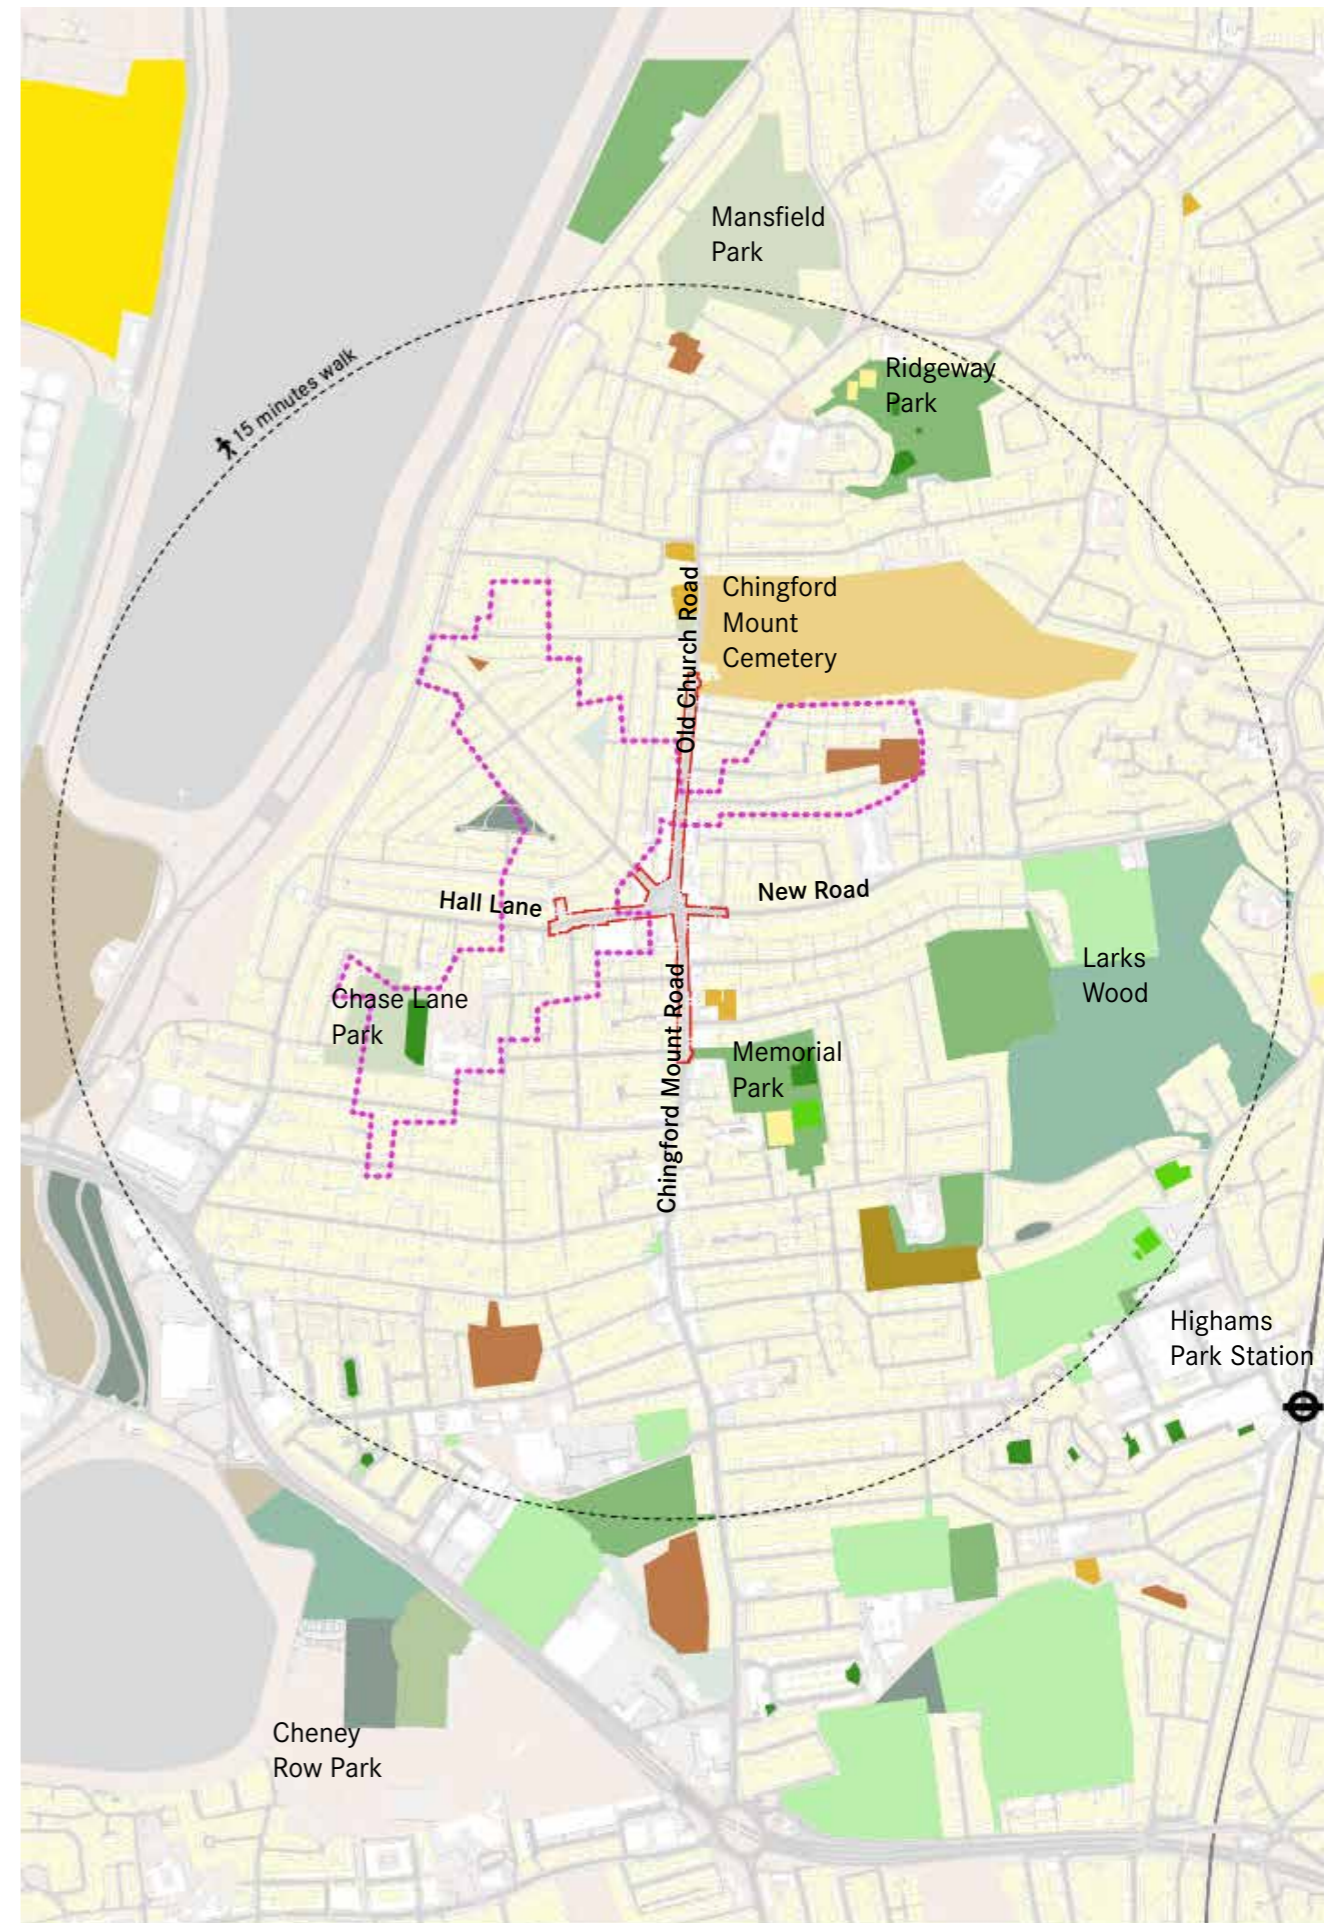 Mansfield
Park
15 minutes walk
Ridgeway
Park
Old Church Road
Chingford
Mount
Cemetery
Hall Lane
New Road
Chase Lane
Park
Chingford Mount Road
Larks
Wood
Memorial
Park
Highams
Park Station
Cheney
Row Park